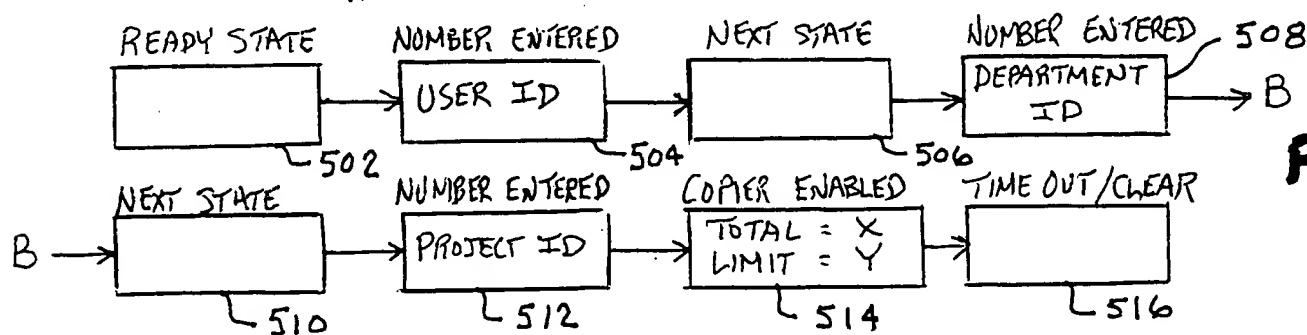 READY STATE NUMBER ENTERED NEXT STATE NUMBER ENTERED 508
USER ID DEPARTMENT ID B
502 504 506
NEXT STATE NUMBER ENTERED COPIER ENABLED TIME OUT/CLEAR
B PROJECT ID TOTAL = X
LIMIT = Y
510 512 514 516